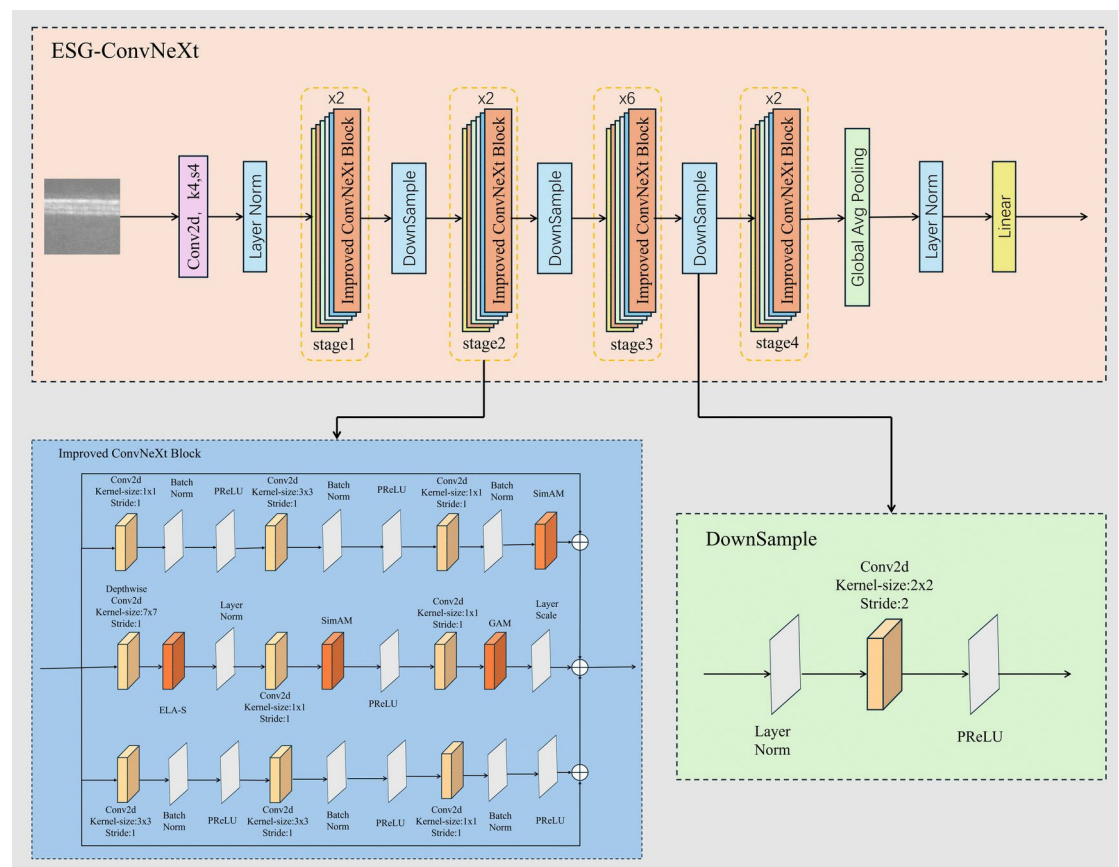 ESG-ConvNeXt
x2
x2
x6
x2
Conv2d, k4,s4
Layer Norm
Improved ConvNeXt Block
DownSample
Improved ConvNeXt Block
DownSample
Improved ConvNeXt Block
DownSample
Improved ConvNeXt Block
Global Avg Pooling
Layer Norm
Linear
stage1
stage2
stage3
stage4
Improved ConvNeXt Block
Conv2d
Kernel-size:1x1
Stride:1
Batch
Norm
PReLU
Conv2d
Kernel-size:3x3
Stride:1
Batch
Norm
PReLU
Conv2d
Kernel-size:1x1
Stride:1
Batch
Norm
SimAM
Depthwise
Conv2d
Kernel-size:7x7
Stride:1
ELA-S
Layer
Norm
Conv2d
Kernel-size:1x1
Stride:1
SimAM
PReLU
Conv2d
Kernel-size:1x1
Stride:1
GAM
Layer
Scale
Conv2d
Kernel-size:3x3
Stride:1
Batch
Norm
PReLU
Conv2d
Kernel-size:3x3
Stride:1
Batch
Norm
PReLU
Conv2d
Kernel-size:1x1
Stride:1
Batch
Norm
PReLU
DownSample
Conv2d
Kernel-size:2x2
Stride:2
Layer
Norm
PReLU